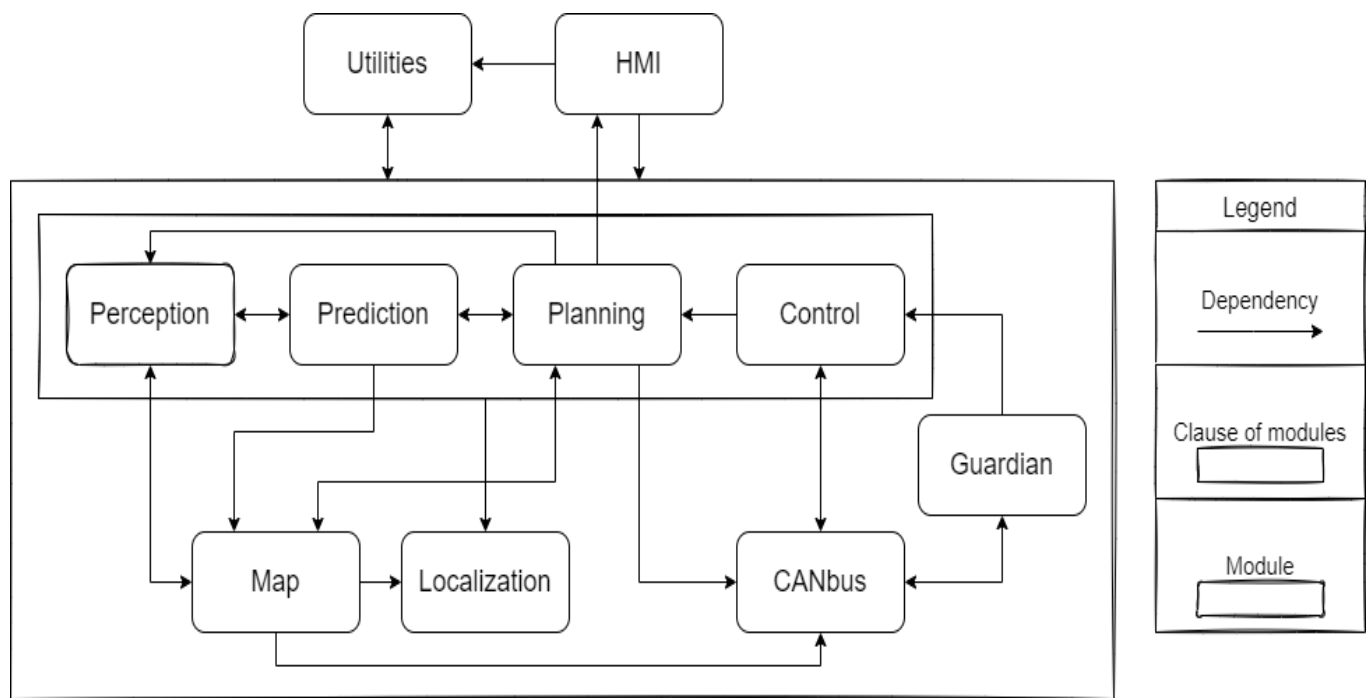 Utilities
HMI
Legend
Perception
Prediction
Planning
Control
Dependency
Clause of modules
Guardian
Map
Localization
CANbus
Module